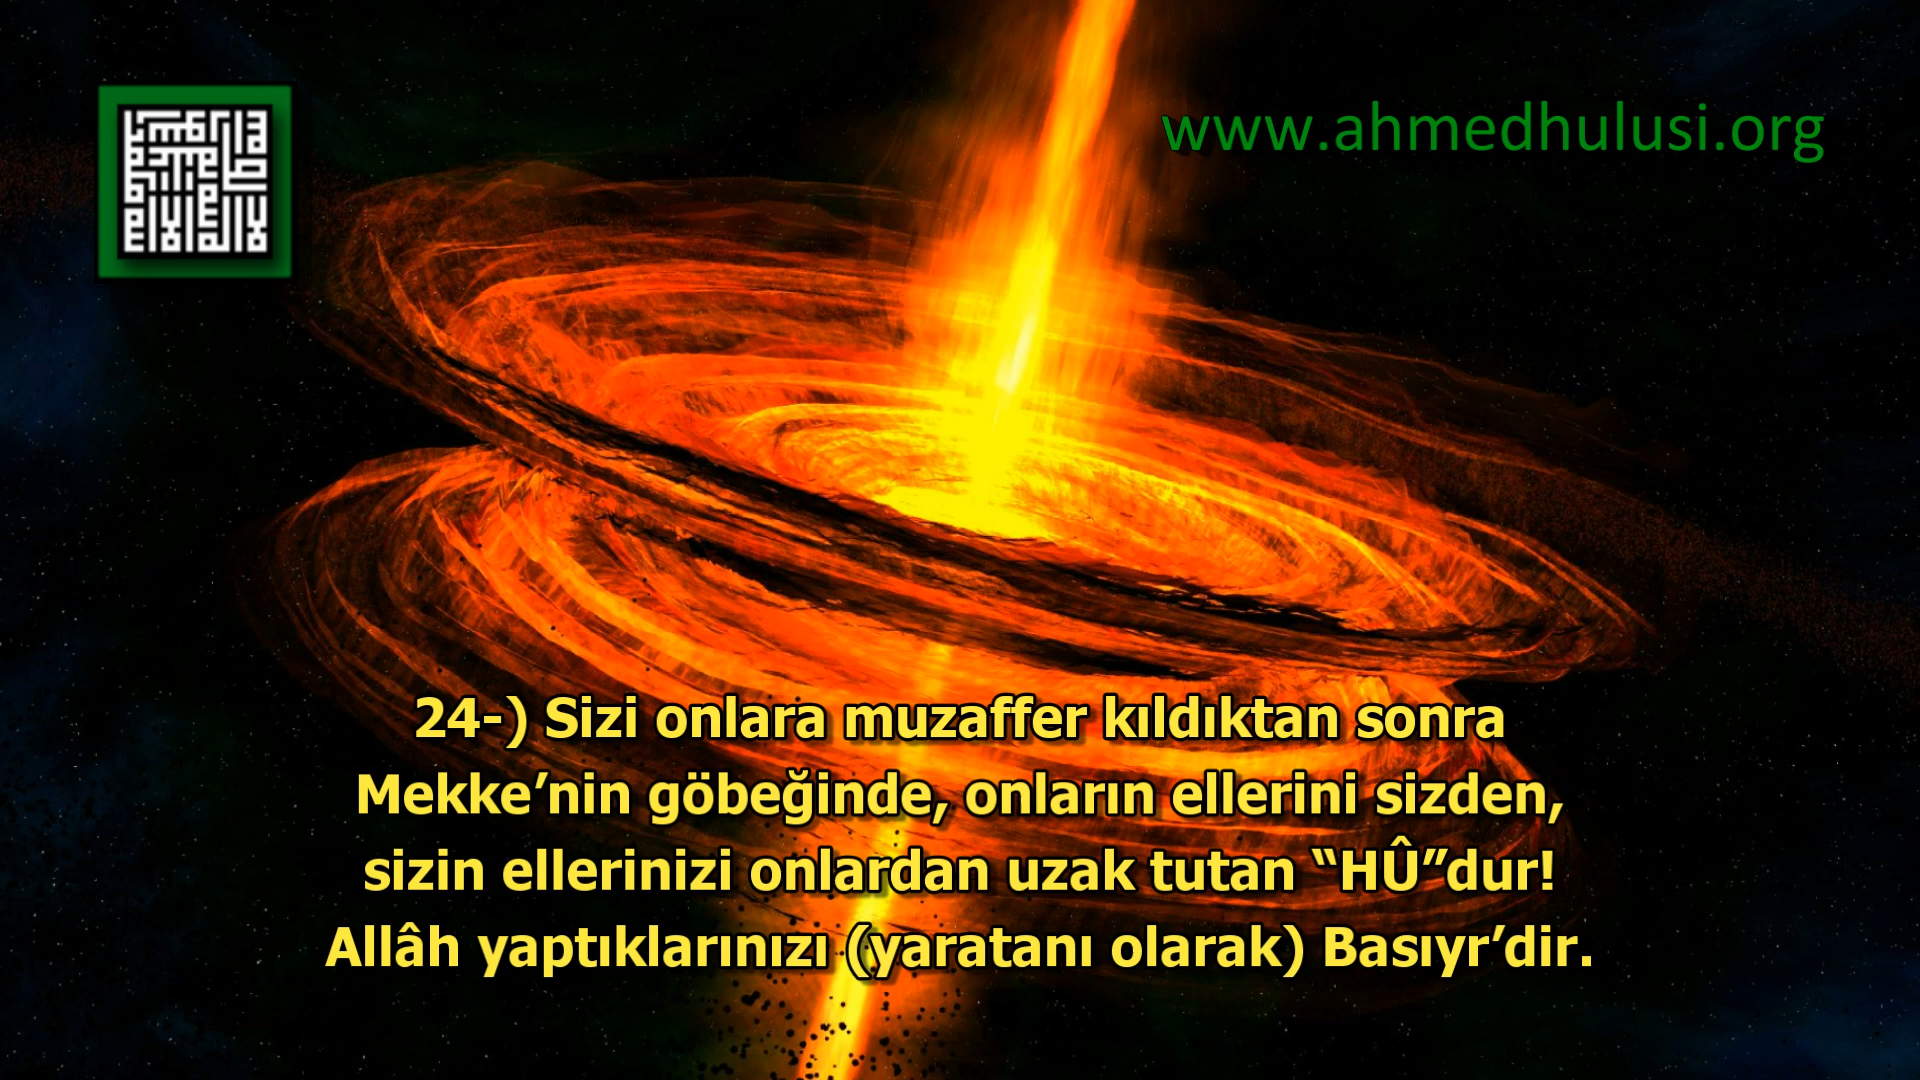 www.ahmedhulusi.org
24-) Sizi onlara muzaffer kıldıktan sonra
Mekke’nin göbeğinde, onların ellerini sizden,
sizin ellerinizi onlardan uzak tutan “HÛ”dur!
Allâh yaptıklarınızı (yaratanı olarak) Basıyr’dir.